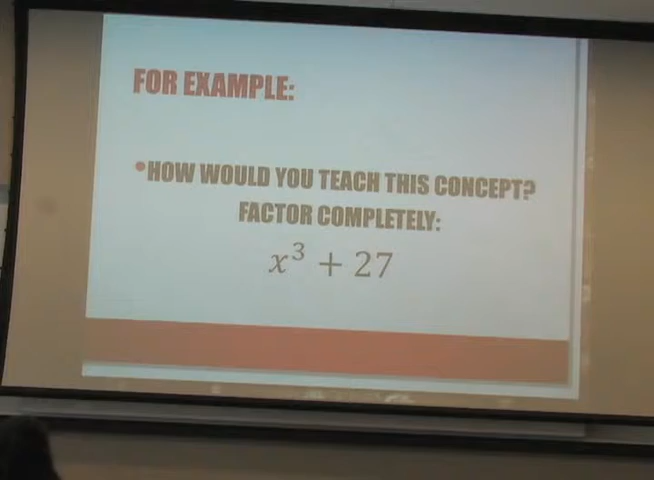 FOR EXAMPLE:
•HOW WOULD YOU TEACH THIS CONCEPT?
FACTOR COMPLETELY:
x³ + 27